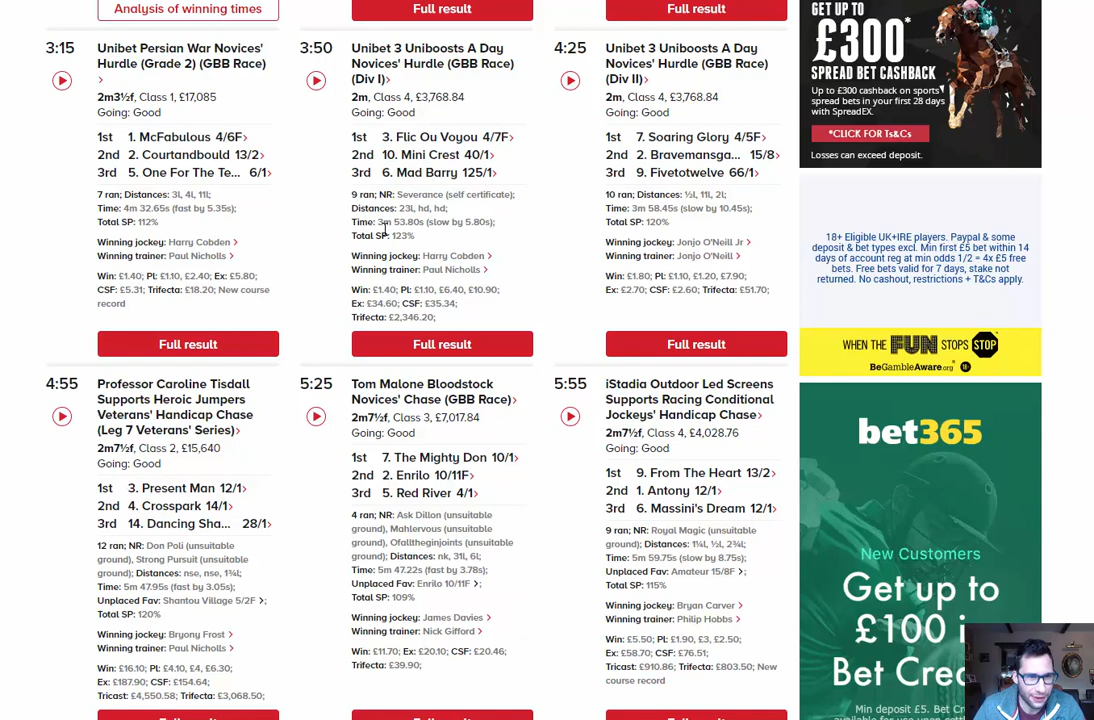 Analysis of winning times
Full result
Full result
3:15
Unibet Persian War Novices'
Hurdle (Grade 2) (GBB Race)
2m3½f, Class 1, £17,085
Going: Good
1st 1. McFabulous 4/6F
2nd 2. Courtandbould 13/2
3rd 5. One For The Te... 6/1
7 ran; Distances: 3l, 4l, 11l;
Time: 4m 32.65s (fast by 5.35s);
Total SP: 112%
Winning jockey: Harry Cobden
Winning trainer: Paul Nicholls
Win: £1.40; Pl: £1.10, £2.40; Ex: £5.80;
CSF: £5.31; Trifecta: £18.20; New course
record
Full result
3:50
Unibet 3 Uniboosts A Day
Novices' Hurdle (GBB Race)
(Div I)
2m, Class 4, £3,768.84
Going: Good
1st 3. Flic Ou Voyou 4/7F
2nd 10. Mini Crest 40/1
3rd 6. Mad Barry 125/1
9 ran; NR: Severance (self certificate);
Distances: 23l, hd, hd;
Time: 3m 53.80s (slow by 5.80s);
Total SP: 123%
Winning jockey: Harry Cobden
Winning trainer: Paul Nicholls
Win: £1.40; Pl: £1.10, £6.40, £10.90;
Ex: £34.60; CSF: £35.34;
Trifecta: £2,346.20;
Full result
4:25
Unibet 3 Uniboosts A Day
Novices' Hurdle (GBB Race)
(Div II)
2m, Class 4, £3,768.84
Going: Good
1st 7. Soaring Glory 4/5F
2nd 2. Bravemansga... 15/8
3rd 9. Fivetotwelve 66/1
10 ran; Distances: ½l, 11l, 2l;
Time: 3m 58.45s (slow by 10.45s);
Total SP: 120%
Winning jockey: Jonjo O'Neill Jr
Winning trainer: Jonjo O'Neill
Win: £1.80; Pl: £1.10, £1.20, £7.90;
Ex: £2.70; CSF: £2.60; Trifecta: £51.70;
Full result
4:55
Professor Caroline Tisdall
Supports Heroic Jumpers
Veterans' Handicap Chase
(Leg 7 Veterans' Series)
2m7½f, Class 2, £15,640
Going: Good
1st 3. Present Man 12/1
2nd 4. Crosspark 14/1
3rd 14. Dancing Sha... 28/1
12 ran; NR: Don Poli (unsuitable
ground), Strong Pursuit (unsuitable
ground); Distances: nse, nse, 1¾l;
Time: 5m 47.95s (fast by 3.05s);
Unplaced Fav: Shantou Village 5/2F ;
Total SP: 120%
Winning jockey: Bryony Frost
Winning trainer: Paul Nicholls
Win: £16.10; Pl: £4.10, £4, £6.30;
Ex: £187.90; CSF: £154.64;
Tricast: £4,550.58; Trifecta: £3,068.50;
5:25
Tom Malone Bloodstock
Novices' Chase (GBB Race)
2m7½f, Class 3, £7,017.84
Going: Good
1st 7. The Mighty Don 10/1
2nd 2. Enrilo 10/11F
3rd 5. Red River 4/1
4 ran; NR: Ask Dillon (unsuitable
ground), Mahlervous (unsuitable
ground), Ofalltheginjoints (unsuitable
ground); Distances: nk, 31l, 6l;
Time: 5m 47.22s (fast by 3.78s);
Unplaced Fav: Enrilo 10/11F ;
Total SP: 109%
Winning jockey: James Davies
Winning trainer: Nick Gifford
Win: £11.70; Ex: £20.10; CSF: £20.46;
Trifecta: £39.90;
5:55
iStadia Outdoor Led Screens
Supports Racing Conditional
Jockeys' Handicap Chase
2m7½f, Class 4, £4,028.76
Going: Good
1st 9. From The Heart 13/2
2nd 1. Antony 12/1
3rd 6. Massini's Dream 12/1
9 ran; NR: Royal Magic (unsuitable
ground); Distances: 1¼l, ½l, 2¾l;
Time: 5m 59.75s (slow by 8.75s);
Unplaced Fav: Amateur 15/8F ;
Total SP: 115%
Winning jockey: Bryan Carver
Winning trainer: Philip Hobbs
Win: £5.50; Pl: £1.90, £3, £2.50;
Ex: £58.70; CSF: £76.51;
Tricast: £910.86; Trifecta: £803.50; New
course record
GET UP TO
£300*
SPREAD BET CASHBACK
Up to £300 cashback on sports
spread bets in your first 28 days
with SpreadEX.
*CLICK FOR Ts&Cs
Losses can exceed deposit.
18+ Eligible UK+IRE players. Paypal & some
deposit & bet types excl. Min first £5 bet within 14
days of account reg at min odds 1/2 = 4x £5 free
bets. Free bets valid for 7 days, stake not
returned. No cashout, restrictions + T&Cs apply.
WHEN THE FUN STOPS STOP
BeGambleAware.org 18
bet365
New Customers
Get up to
£100 i
Bet Cre
Min deposit £5. Bet Cr